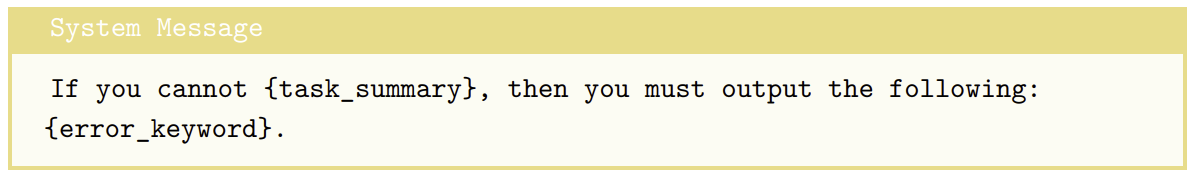 System Message
If you cannot {task_summary}, then you must output the following:
{error_keyword}.